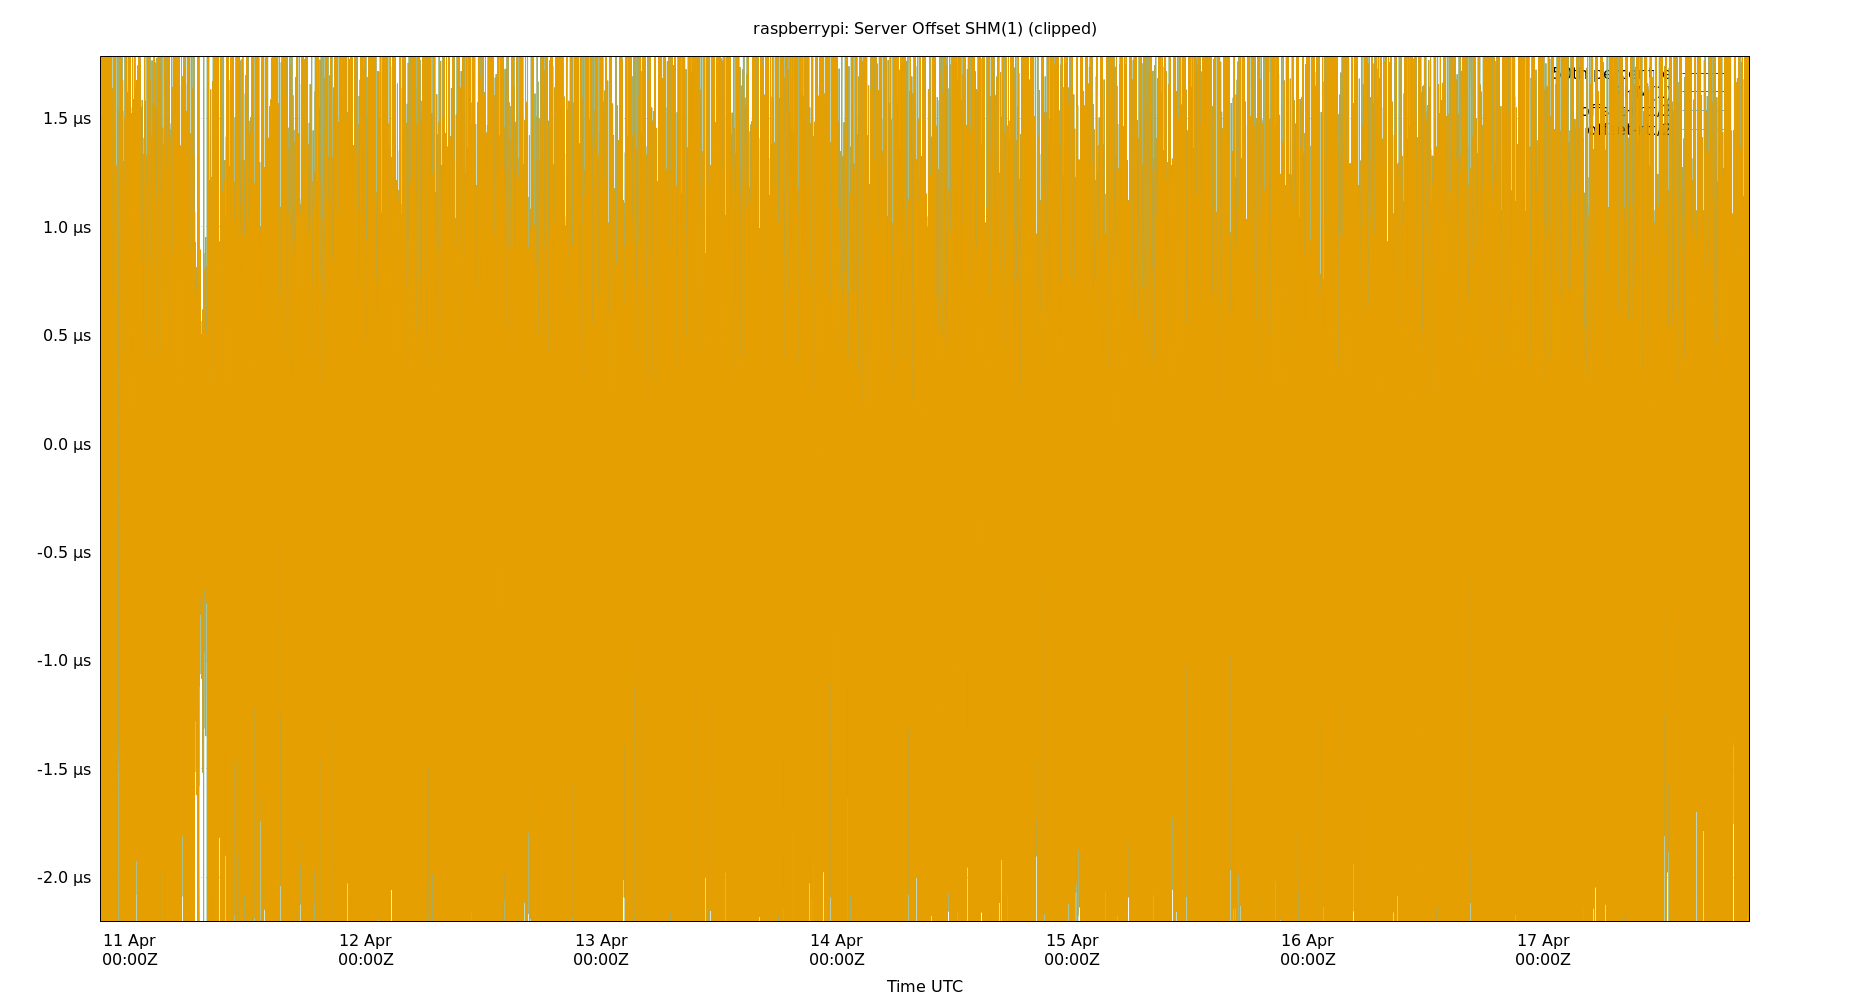 raspberrypi: Server Offset SHM(1) (clipped)
1.5 µs
1.0 µs
0.5 µs
0.0 µs
-0.5 µs
-1.0 µs
-1.5 µs
-2.0 µs
11 Apr 12 Apr 13 Apr 14 Apr 15 Apr 16 Apr 17 Apr
00:00Z 00:00Z 00:00Z 00:00Z 00:00Z 00:00Z 00:00Z
Time UTC